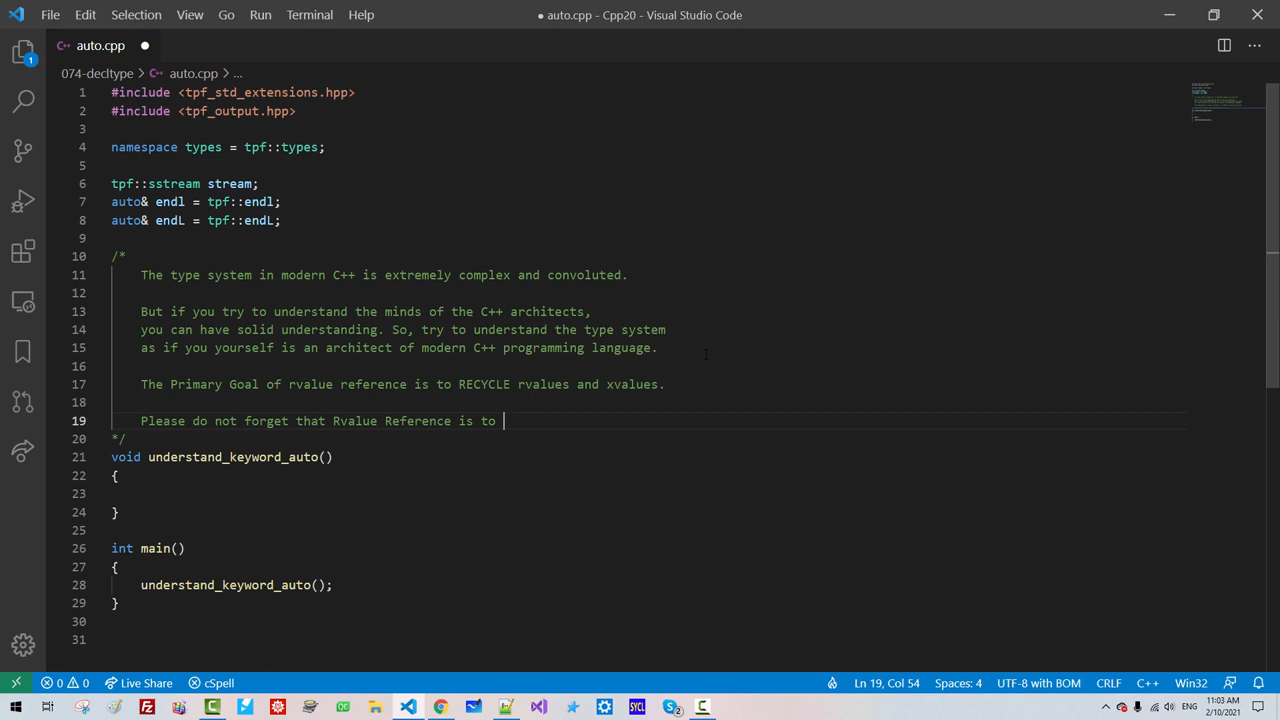 File Edit Selection View Go Run Terminal Help
● auto.cpp - Cpp20 - Visual Studio Code
C++ auto.cpp ●
074-decltype > C++ auto.cpp > ...
1 #include <tpf_std_extensions.hpp>
2 #include <tpf_output.hpp>
3
4 namespace types = tpf::types;
5
6 tpf::sstream stream;
7 auto& endl = tpf::endl;
8 auto& endL = tpf::endL;
9
10 /*
11 The type system in modern C++ is extremely complex and convoluted.
12
13 But if you try to understand the minds of the C++ architects,
14 you can have solid understanding. So, try to understand the type system
15 as if you yourself is an architect of modern C++ programming language.
16
17 The Primary Goal of rvalue reference is to RECYCLE rvalues and xvalues.
18
19 Please do not forget that Rvalue Reference is to
20 */
21 void understand_keyword_auto()
22 {
23
24 }
25
26 int main()
27 {
28 understand_keyword_auto();
29 }
30
31
1
0 0 Live Share cSpell
Ln 19, Col 54 Spaces: 4 UTF-8 with BOM CRLF C++ Win32
QC SYCL 2 ENG
11:03 AM
2/10/2021